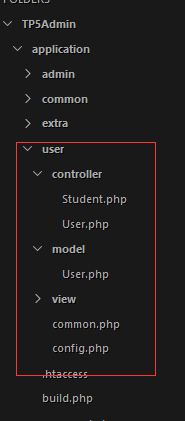 FOLDERS
TP5Admin
application
admin
common
extra
user
controller
Student.php
User.php
model
User.php
view
common.php
config.php
.htaccess
build.php